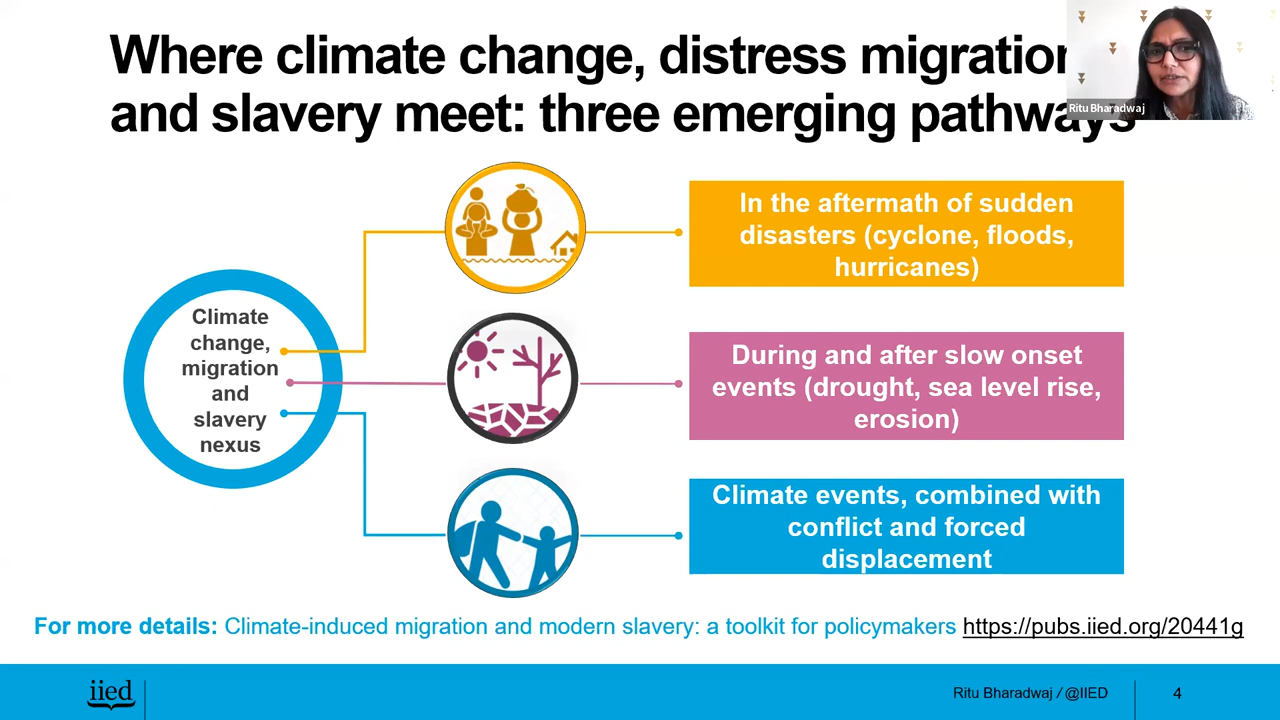 Where climate change, distress migration
and slavery meet: three emerging pathways
Ritu Bharadwaj
In the aftermath of sudden
disasters (cyclone, floods,
hurricanes)
Climate
change,
migration
and
slavery
nexus
During and after slow onset
events (drought, sea level rise,
erosion)
Climate events, combined with
conflict and forced
displacement
For more details: Climate-induced migration and modern slavery: a toolkit for policymakers https://pubs.iied.org/20441g
iied
Ritu Bharadwaj / @IIED
4